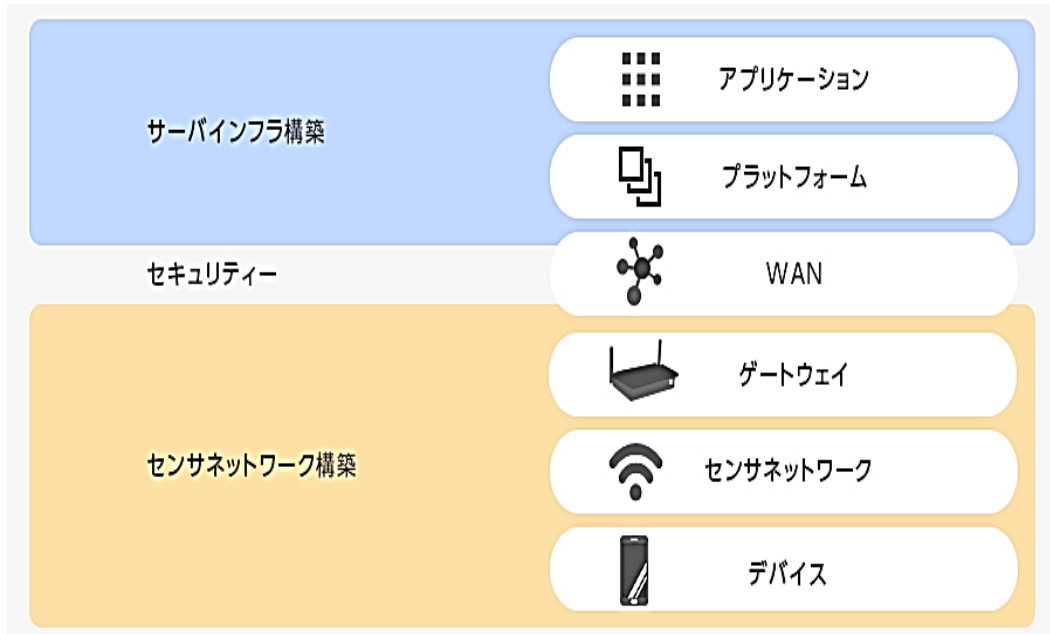 サーバインフラ構築
アプリケーション
プラットフォーム
セキュリティー
WAN
センサネットワーク構築
ゲートウェイ
センサネットワーク
デバイス